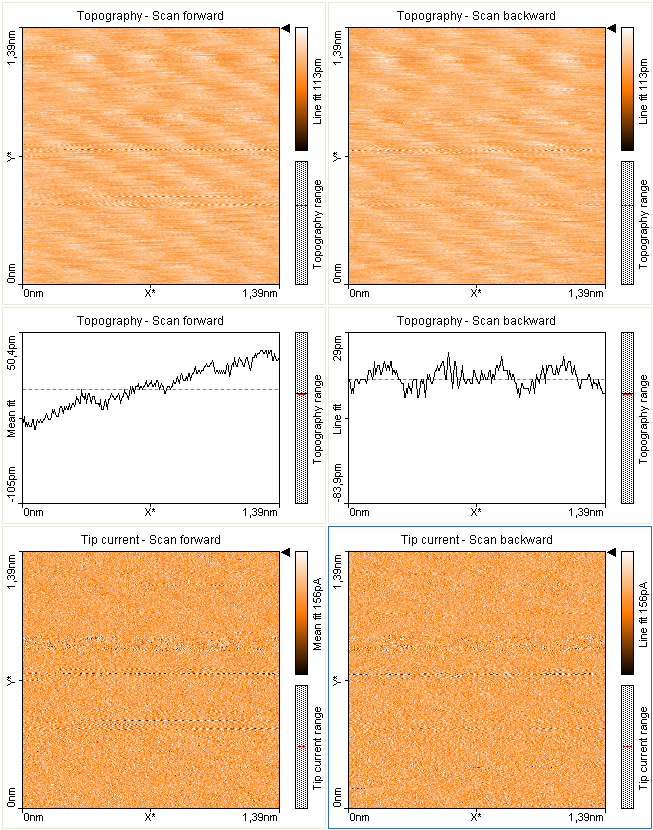 Topography - Scan forward
1,39nm
Y*
0nm
0nm
X*
1,39nm
Line fit 113pm
Topography range
Topography - Scan backward
1,39nm
Y*
0nm
0nm
X*
1,39nm
Line fit 113pm
Topography range
Topography - Scan forward
50,4pm
Mean fit
-105pm
0nm
X*
1,39nm
Topography range
Topography - Scan backward
29pm
Line fit
-83,9pm
0nm
X*
1,39nm
Topography range
Tip current - Scan forward
1,39nm
Y*
0nm
0nm
X*
1,39nm
Mean fit 156pA
Tip current range
Tip current - Scan backward
1,39nm
Y*
0nm
0nm
X*
1,39nm
Line fit 156pA
Tip current range